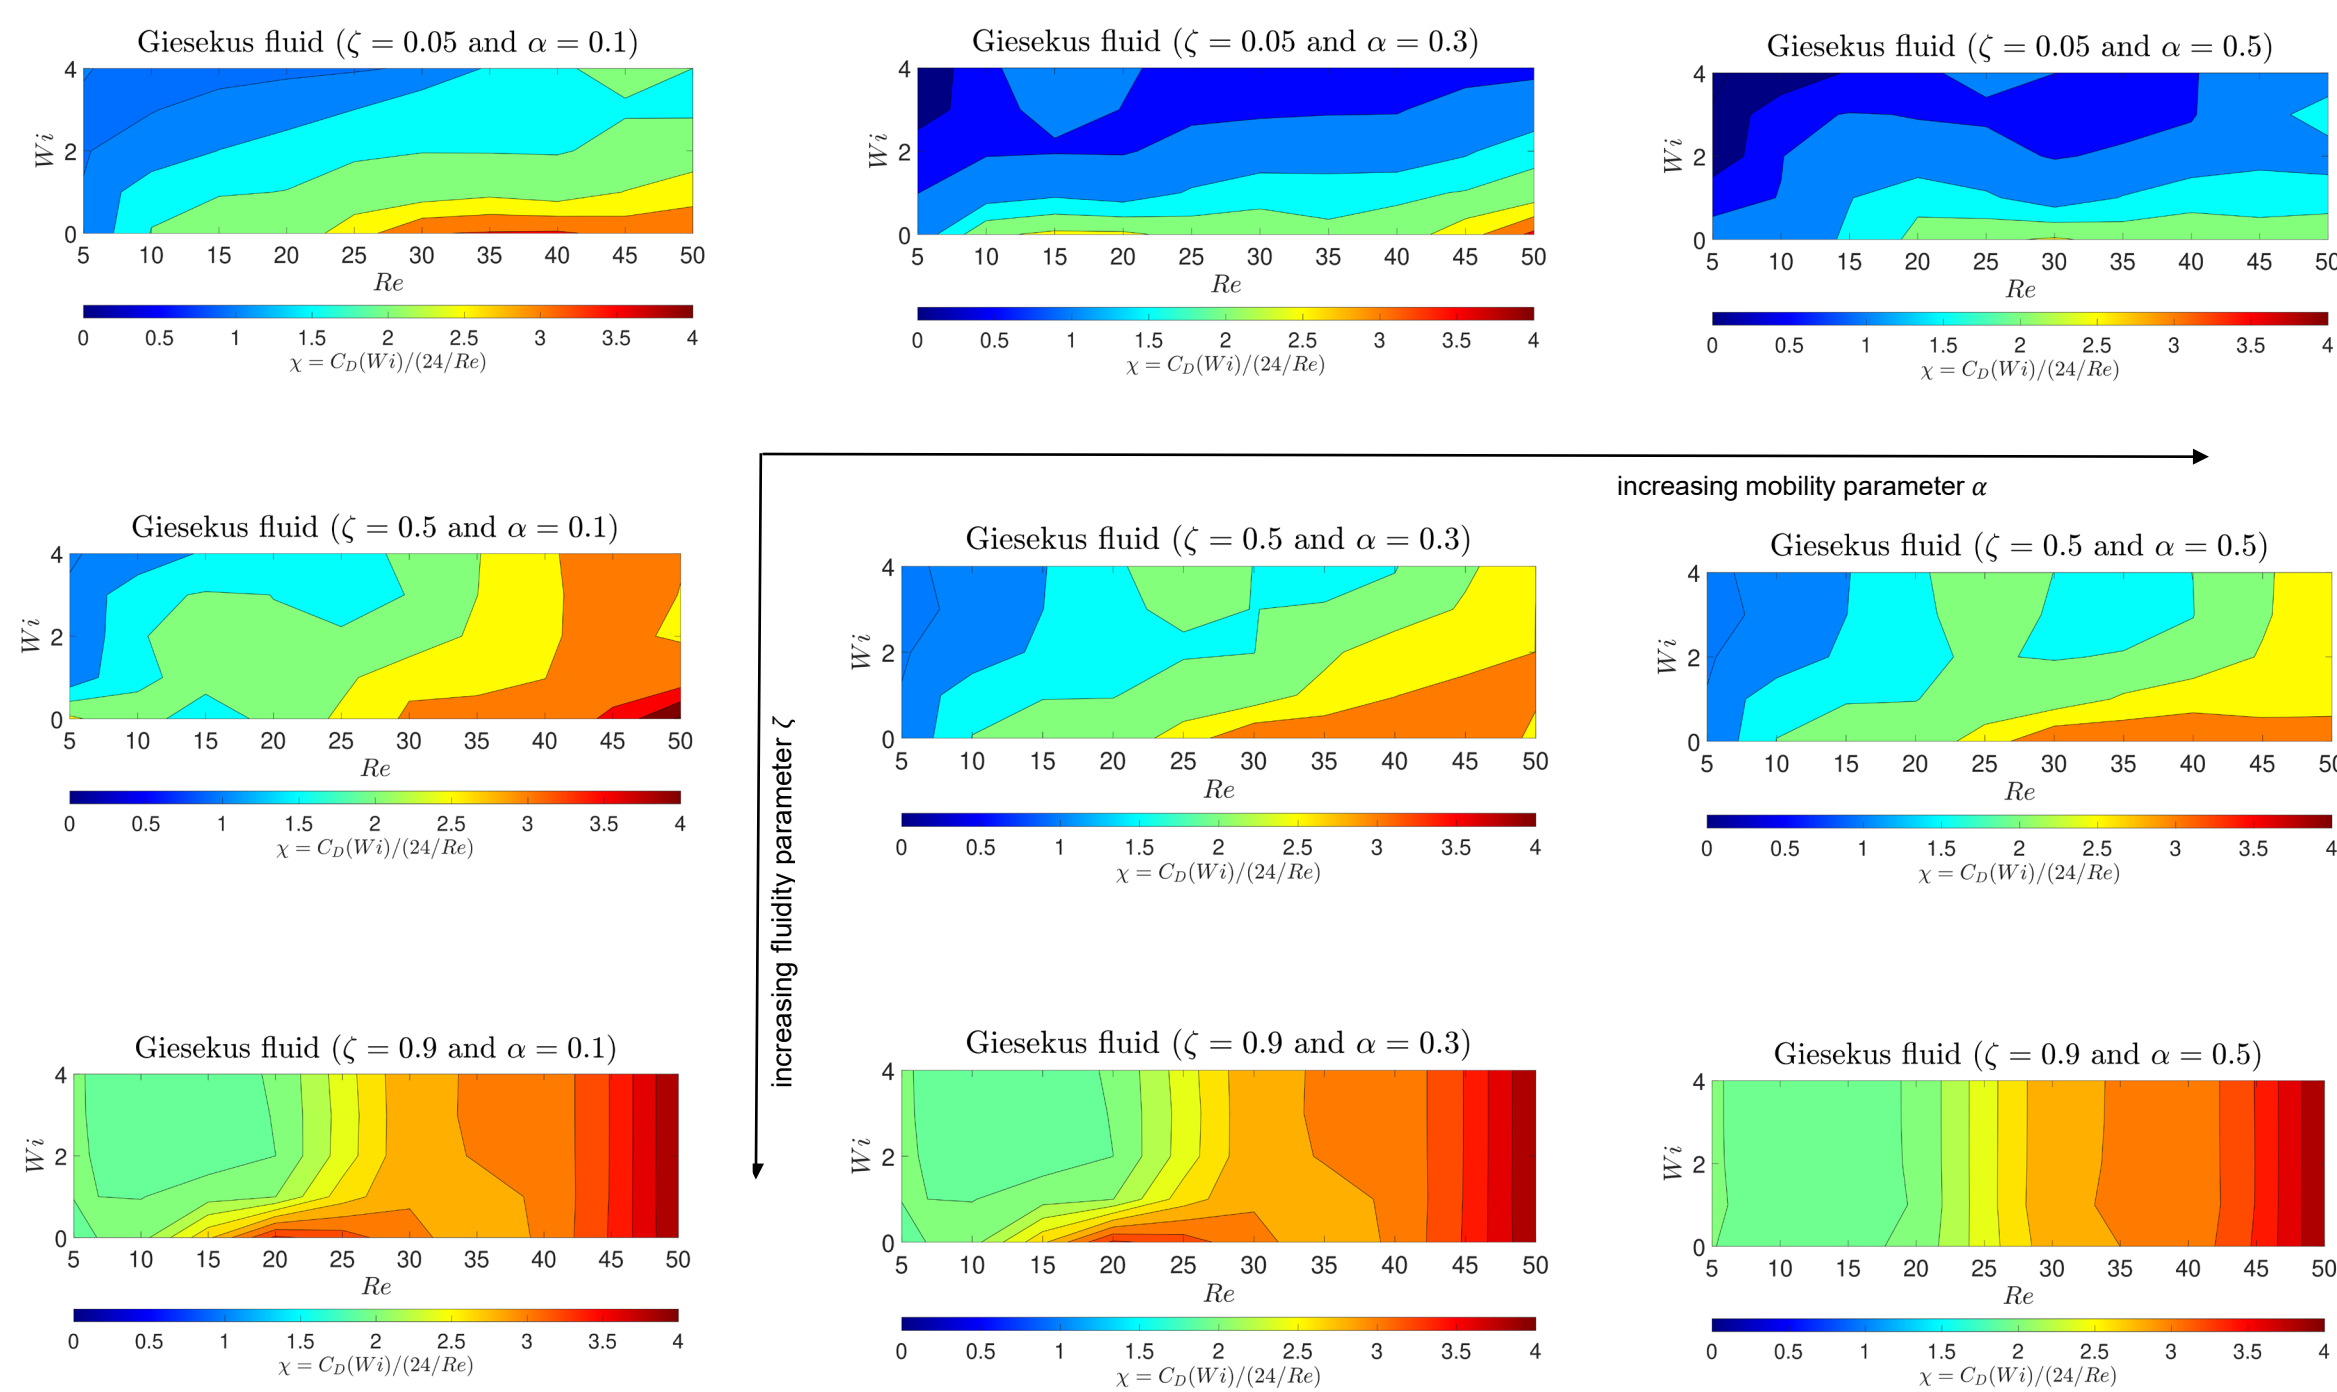 Giesekus fluid (ζ = 0.05 and α = 0.1)
4
2
0
Wi
5 10 15 20 25 30 35 40 45 50
Re
0 0.5 1 1.5 2 2.5 3 3.5 4
χ = C_D(Wi)/(24/Re)
Giesekus fluid (ζ = 0.05 and α = 0.3)
4
2
0
Wi
5 10 15 20 25 30 35 40 45 50
Re
0 0.5 1 1.5 2 2.5 3 3.5 4
χ = C_D(Wi)/(24/Re)
Giesekus fluid (ζ = 0.05 and α = 0.5)
4
2
0
Wi
5 10 15 20 25 30 35 40 45 50
Re
0 0.5 1 1.5 2 2.5 3 3.5 4
χ = C_D(Wi)/(24/Re)
increasing mobility parameter α
increasing fluidity parameter ζ
Giesekus fluid (ζ = 0.5 and α = 0.1)
4
2
0
Wi
5 10 15 20 25 30 35 40 45 50
Re
0 0.5 1 1.5 2 2.5 3 3.5 4
χ = C_D(Wi)/(24/Re)
Giesekus fluid (ζ = 0.5 and α = 0.3)
4
2
0
Wi
5 10 15 20 25 30 35 40 45 50
Re
0 0.5 1 1.5 2 2.5 3 3.5 4
χ = C_D(Wi)/(24/Re)
Giesekus fluid (ζ = 0.5 and α = 0.5)
4
2
0
Wi
5 10 15 20 25 30 35 40 45 50
Re
0 0.5 1 1.5 2 2.5 3 3.5 4
χ = C_D(Wi)/(24/Re)
Giesekus fluid (ζ = 0.9 and α = 0.1)
4
2
0
Wi
5 10 15 20 25 30 35 40 45 50
Re
0 0.5 1 1.5 2 2.5 3 3.5 4
χ = C_D(Wi)/(24/Re)
Giesekus fluid (ζ = 0.9 and α = 0.3)
4
2
0
Wi
5 10 15 20 25 30 35 40 45 50
Re
0 0.5 1 1.5 2 2.5 3 3.5 4
χ = C_D(Wi)/(24/Re)
Giesekus fluid (ζ = 0.9 and α = 0.5)
4
2
0
Wi
5 10 15 20 25 30 35 40 45 50
Re
0 0.5 1 1.5 2 2.5 3 3.5 4
χ = C_D(Wi)/(24/Re)